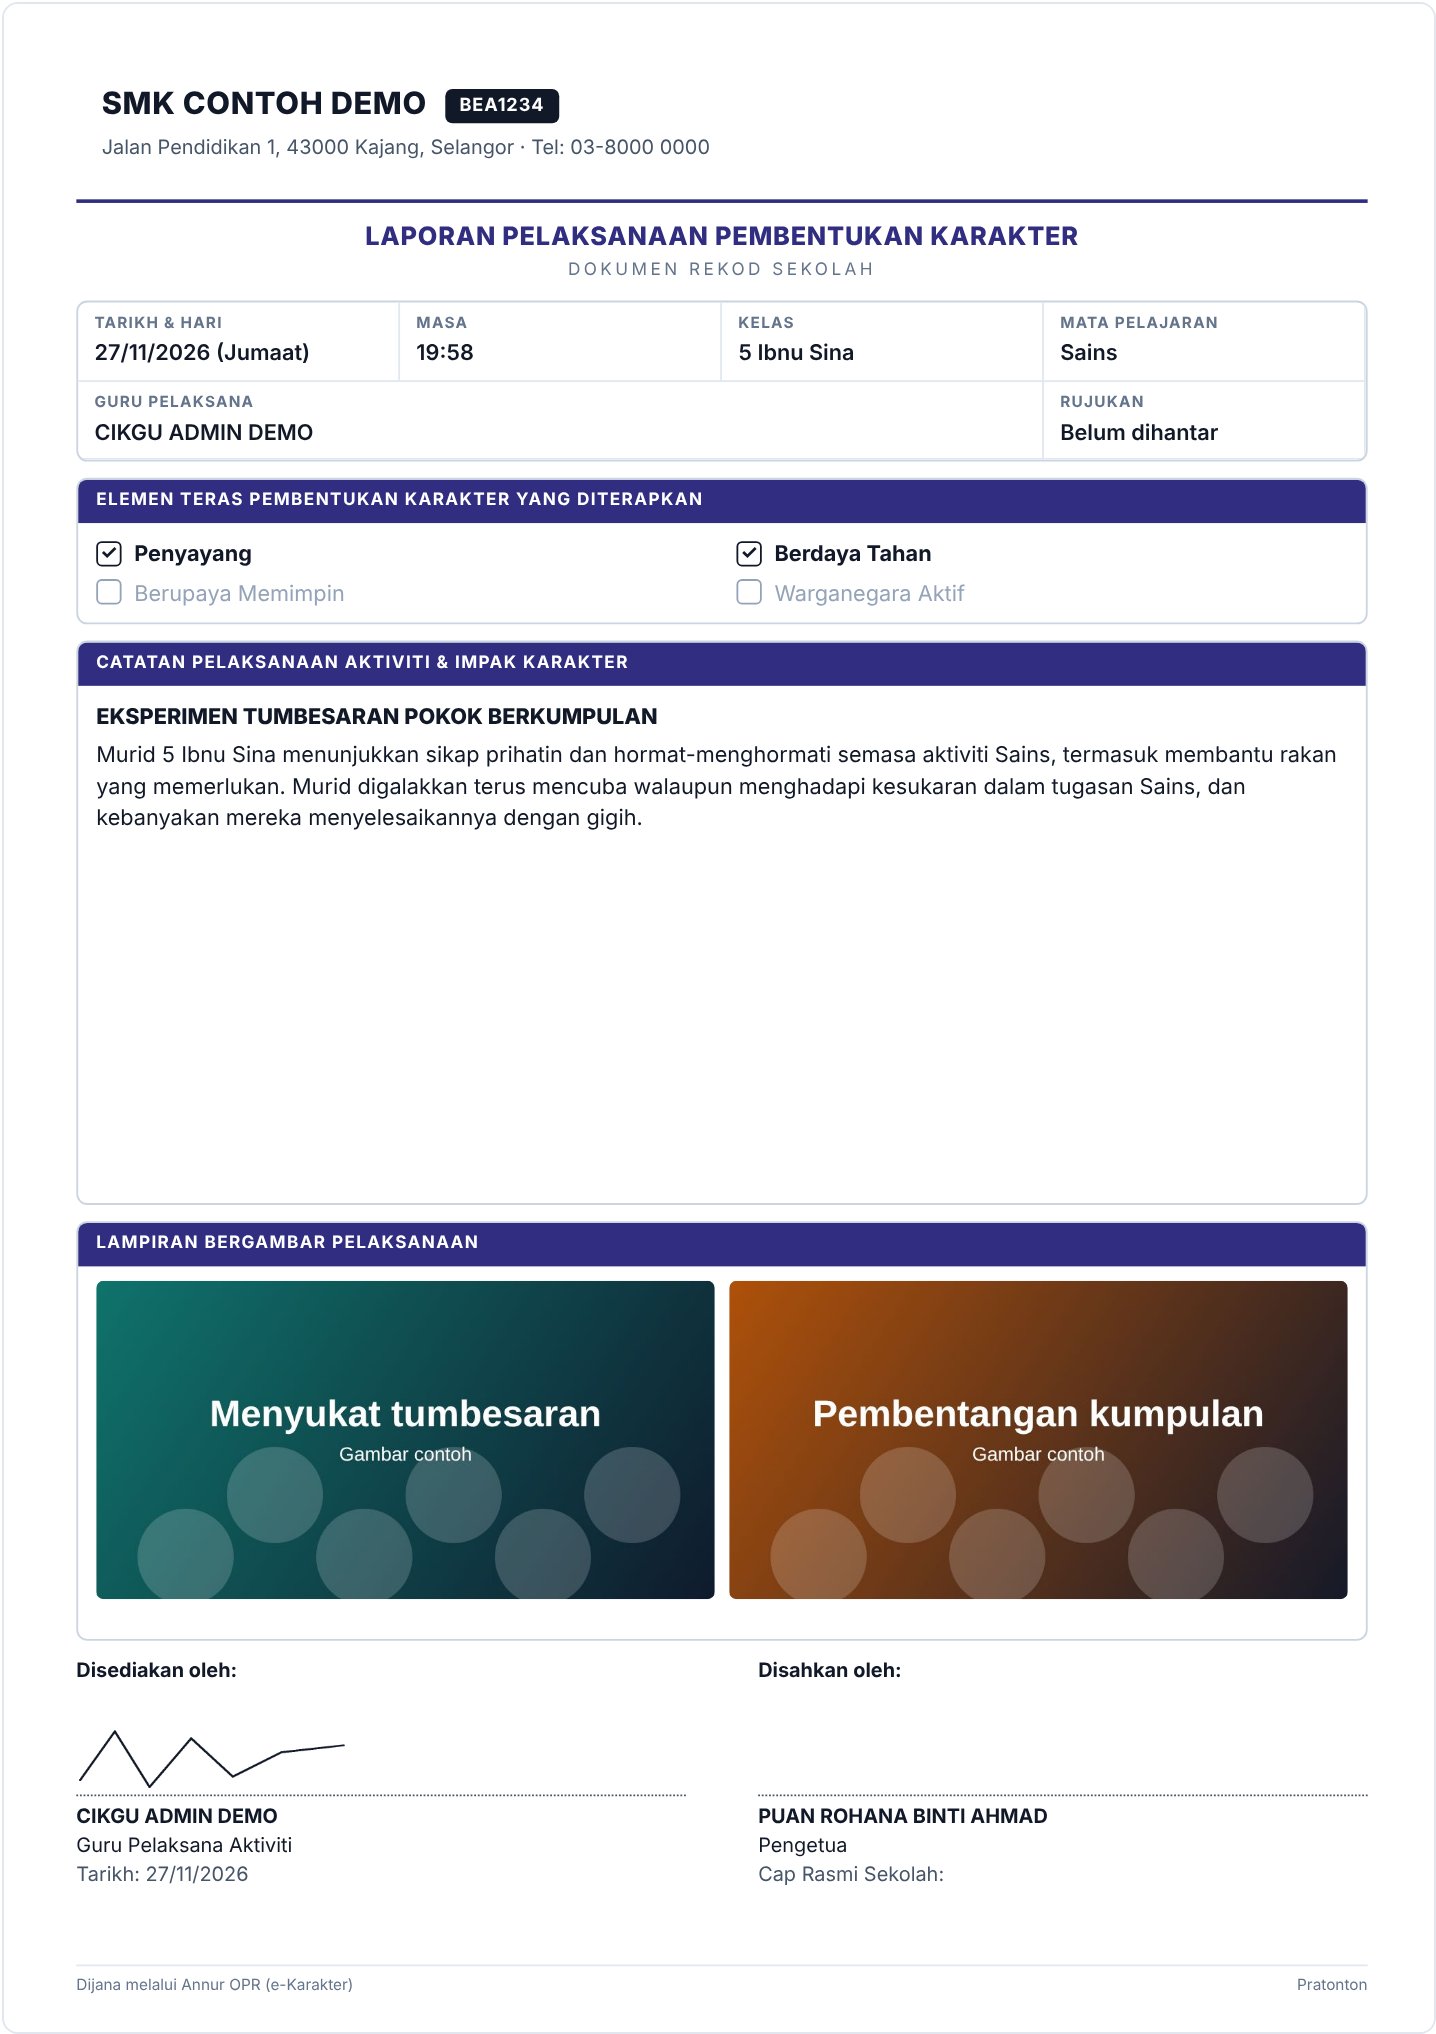 SMK CONTOH DEMO BEA1234
Jalan Pendidikan 1, 43000 Kajang, Selangor · Tel: 03-8000 0000
LAPORAN PELAKSANAAN PEMBENTUKAN KARAKTER
DOKUMEN REKOD SEKOLAH
TARIKH & HARI
27/11/2026 (Jumaat)
MASA
19:58
KELAS
5 Ibnu Sina
MATA PELAJARAN
Sains
GURU PELAKSANA
CIKGU ADMIN DEMO
RUJUKAN
Belum dihantar
ELEMEN TERAS PEMBENTUKAN KARAKTER YANG DITERAPKAN
Penyayang
Berdaya Tahan
Berupaya Memimpin
Warganegara Aktif
CATATAN PELAKSANAAN AKTIVITI & IMPAK KARAKTER
EKSPERIMEN TUMBESARAN POKOK BERKUMPULAN
Murid 5 Ibnu Sina menunjukkan sikap prihatin dan hormat-menghormati semasa aktiviti Sains, termasuk membantu rakan
yang memerlukan. Murid digalakkan terus mencuba walaupun menghadapi kesukaran dalam tugasan Sains, dan
kebanyakan mereka menyelesaikannya dengan gigih.
LAMPIRAN BERGAMBAR PELAKSANAAN
Menyukat tumbesaran
Gambar contoh
Pembentangan kumpulan
Gambar contoh
Disediakan oleh:
CIKGU ADMIN DEMO
Guru Pelaksana Aktiviti
Tarikh: 27/11/2026
Disahkan oleh:
PUAN ROHANA BINTI AHMAD
Pengetua
Cap Rasmi Sekolah:
Dijana melalui Annur OPR (e-Karakter)
Pratonton